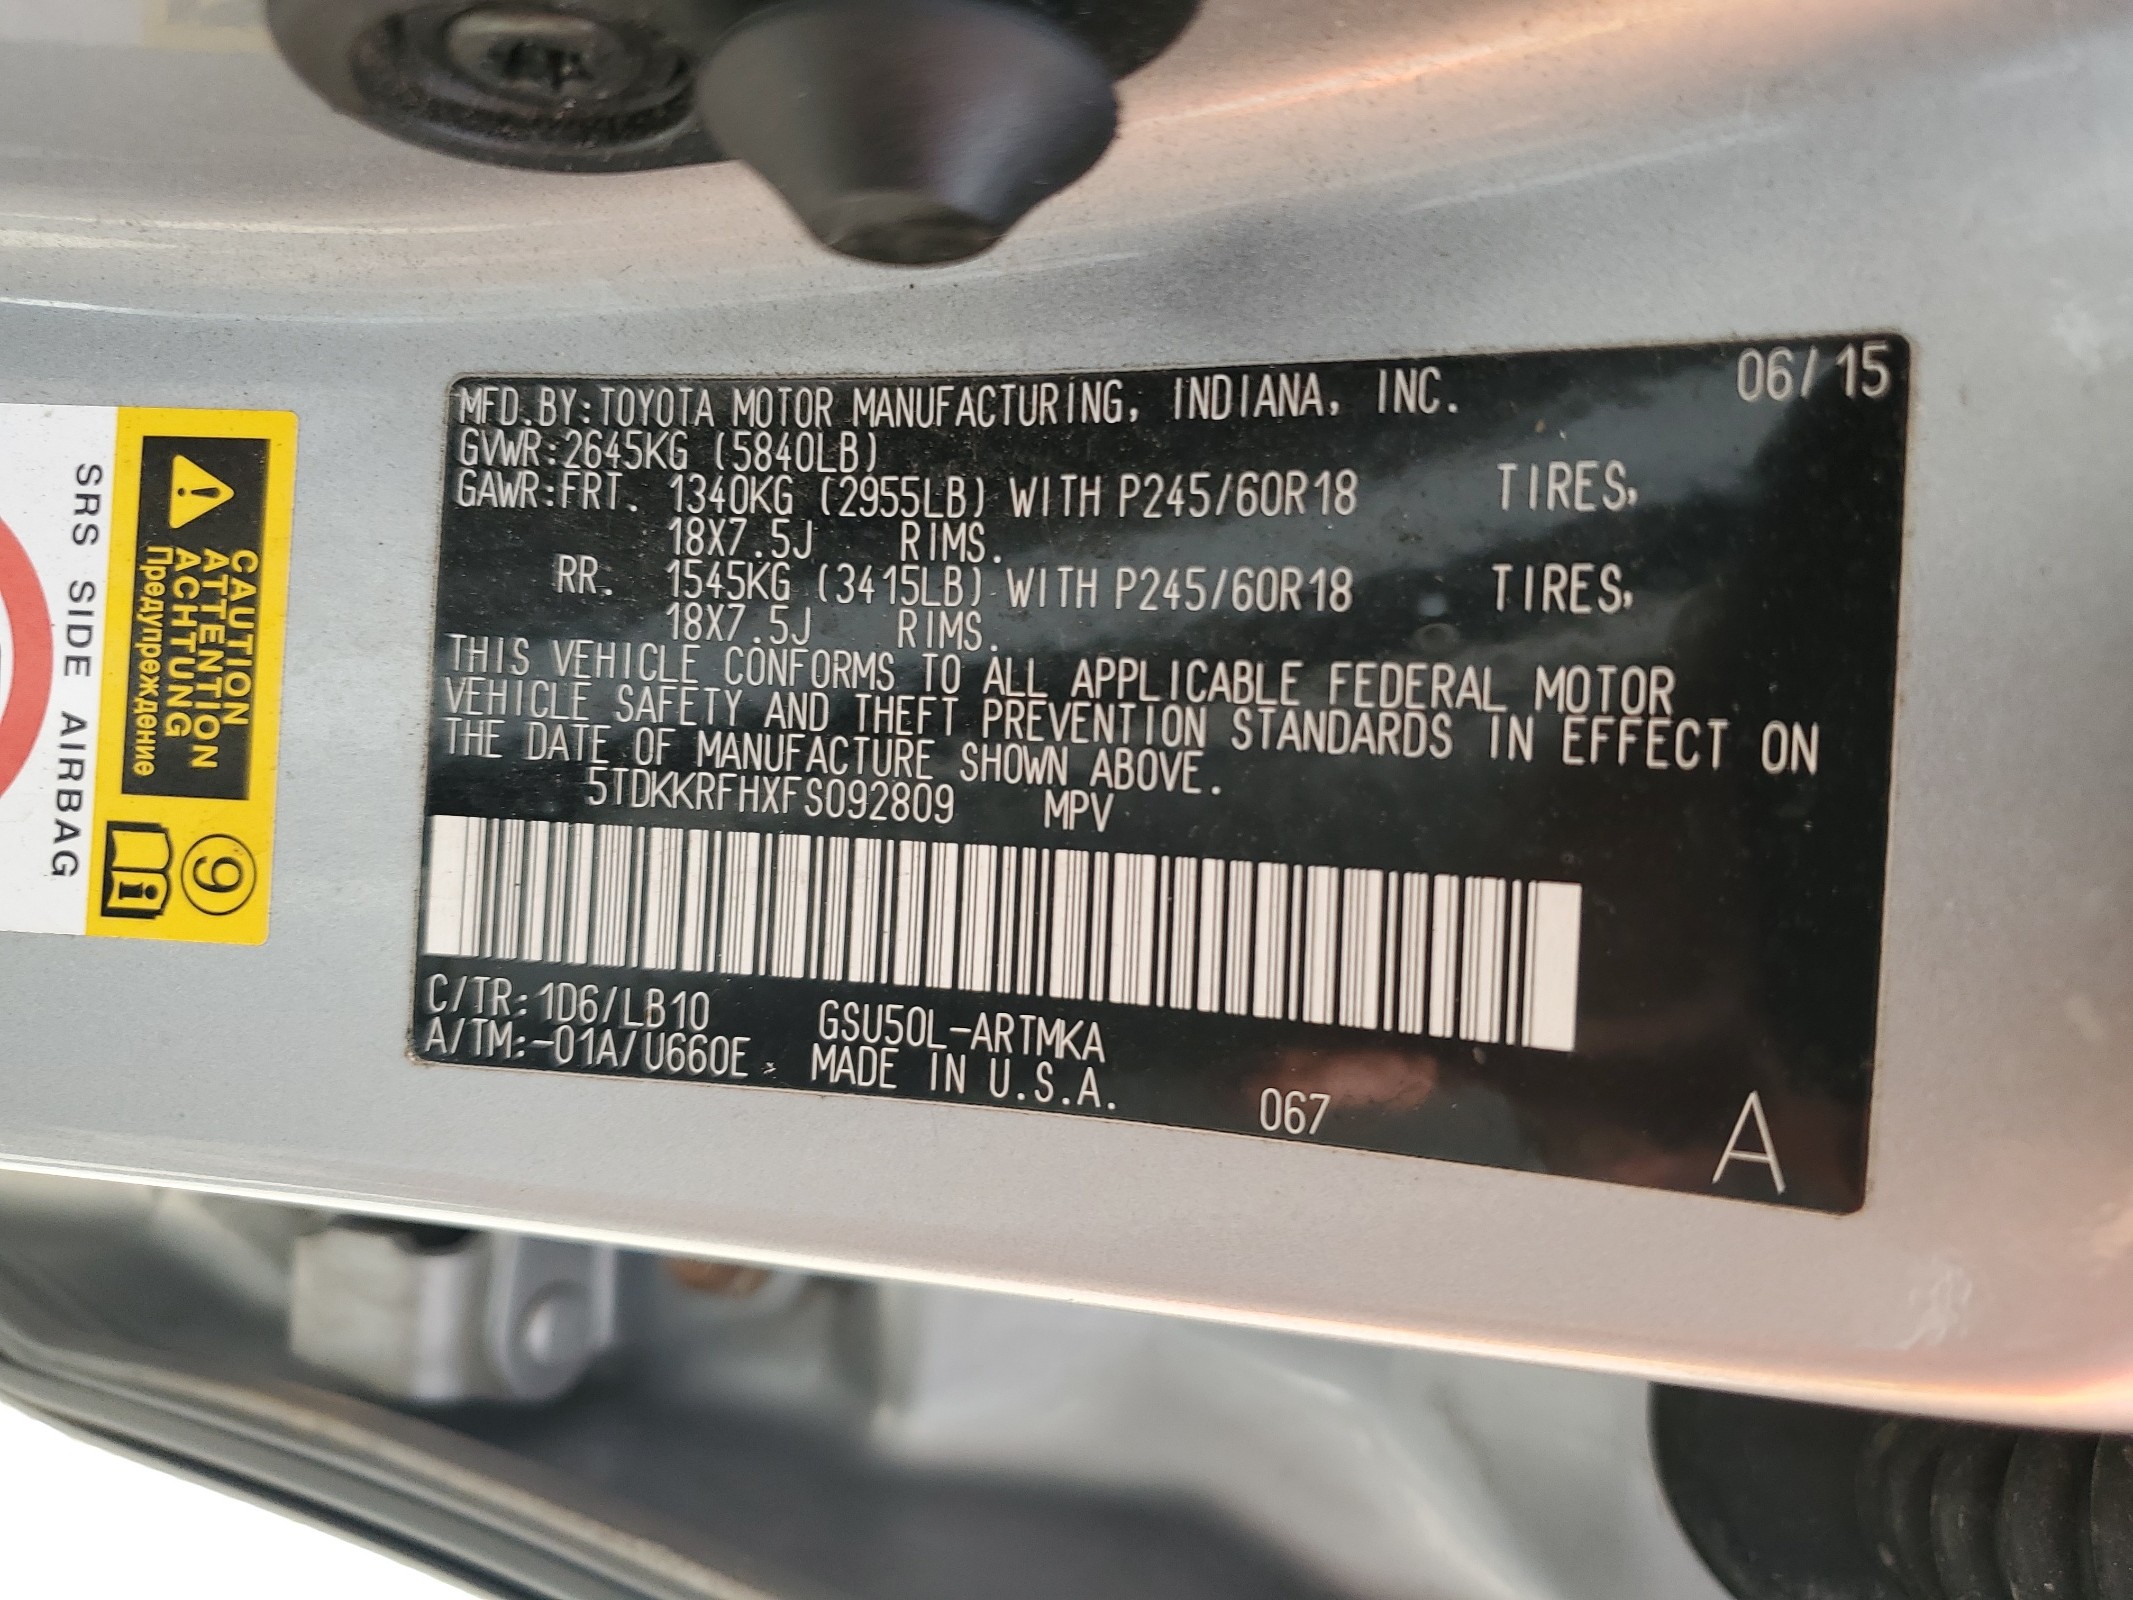 MFD.BY:TOYOTA MOTOR MANUFACTURING, INDIANA, INC. 06/15
GVWR:2645KG (5840LB)
GAWR:FRT. 1340KG (2955LB) WITH P245/60R18 TIRES,
18X7.5J RIMS.
RR. 1545KG (3415LB) WITH P245/60R18 TIRES,
18X7.5J RIMS.
THIS VEHICLE CONFORMS TO ALL APPLICABLE FEDERAL MOTOR
VEHICLE SAFETY AND THEFT PREVENTION STANDARDS IN EFFECT ON
THE DATE OF MANUFACTURE SHOWN ABOVE.
5TDKKRFHXFS092809 MPV
C/TR:1D6/LB10 GSU50L-ARTMKA
A/TM:-01A/U660E MADE IN U.S.A.
067
A
CAUTION
ATTENTION
ACHTUNG
Предупреждение
9
i
SRS SIDE AIRBAG